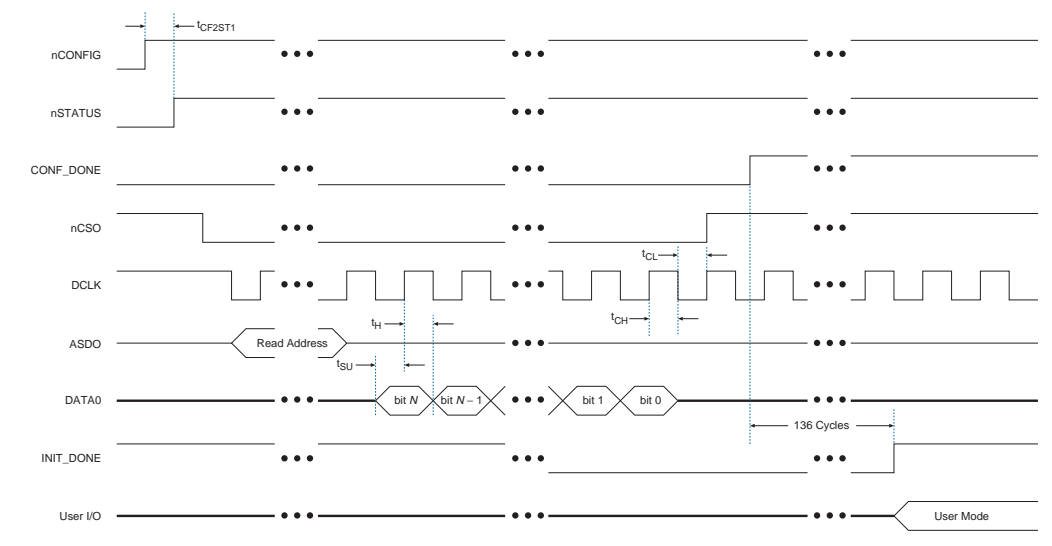 tCF2ST1
nCONFIG
nSTATUS
CONF_DONE
nCSO
tCL
DCLK
tH
tCH
ASDO
Read Address
tSU
DATA0
bit N
bit N – 1
bit 1
bit 0
136 Cycles
INIT_DONE
User I/O
User Mode